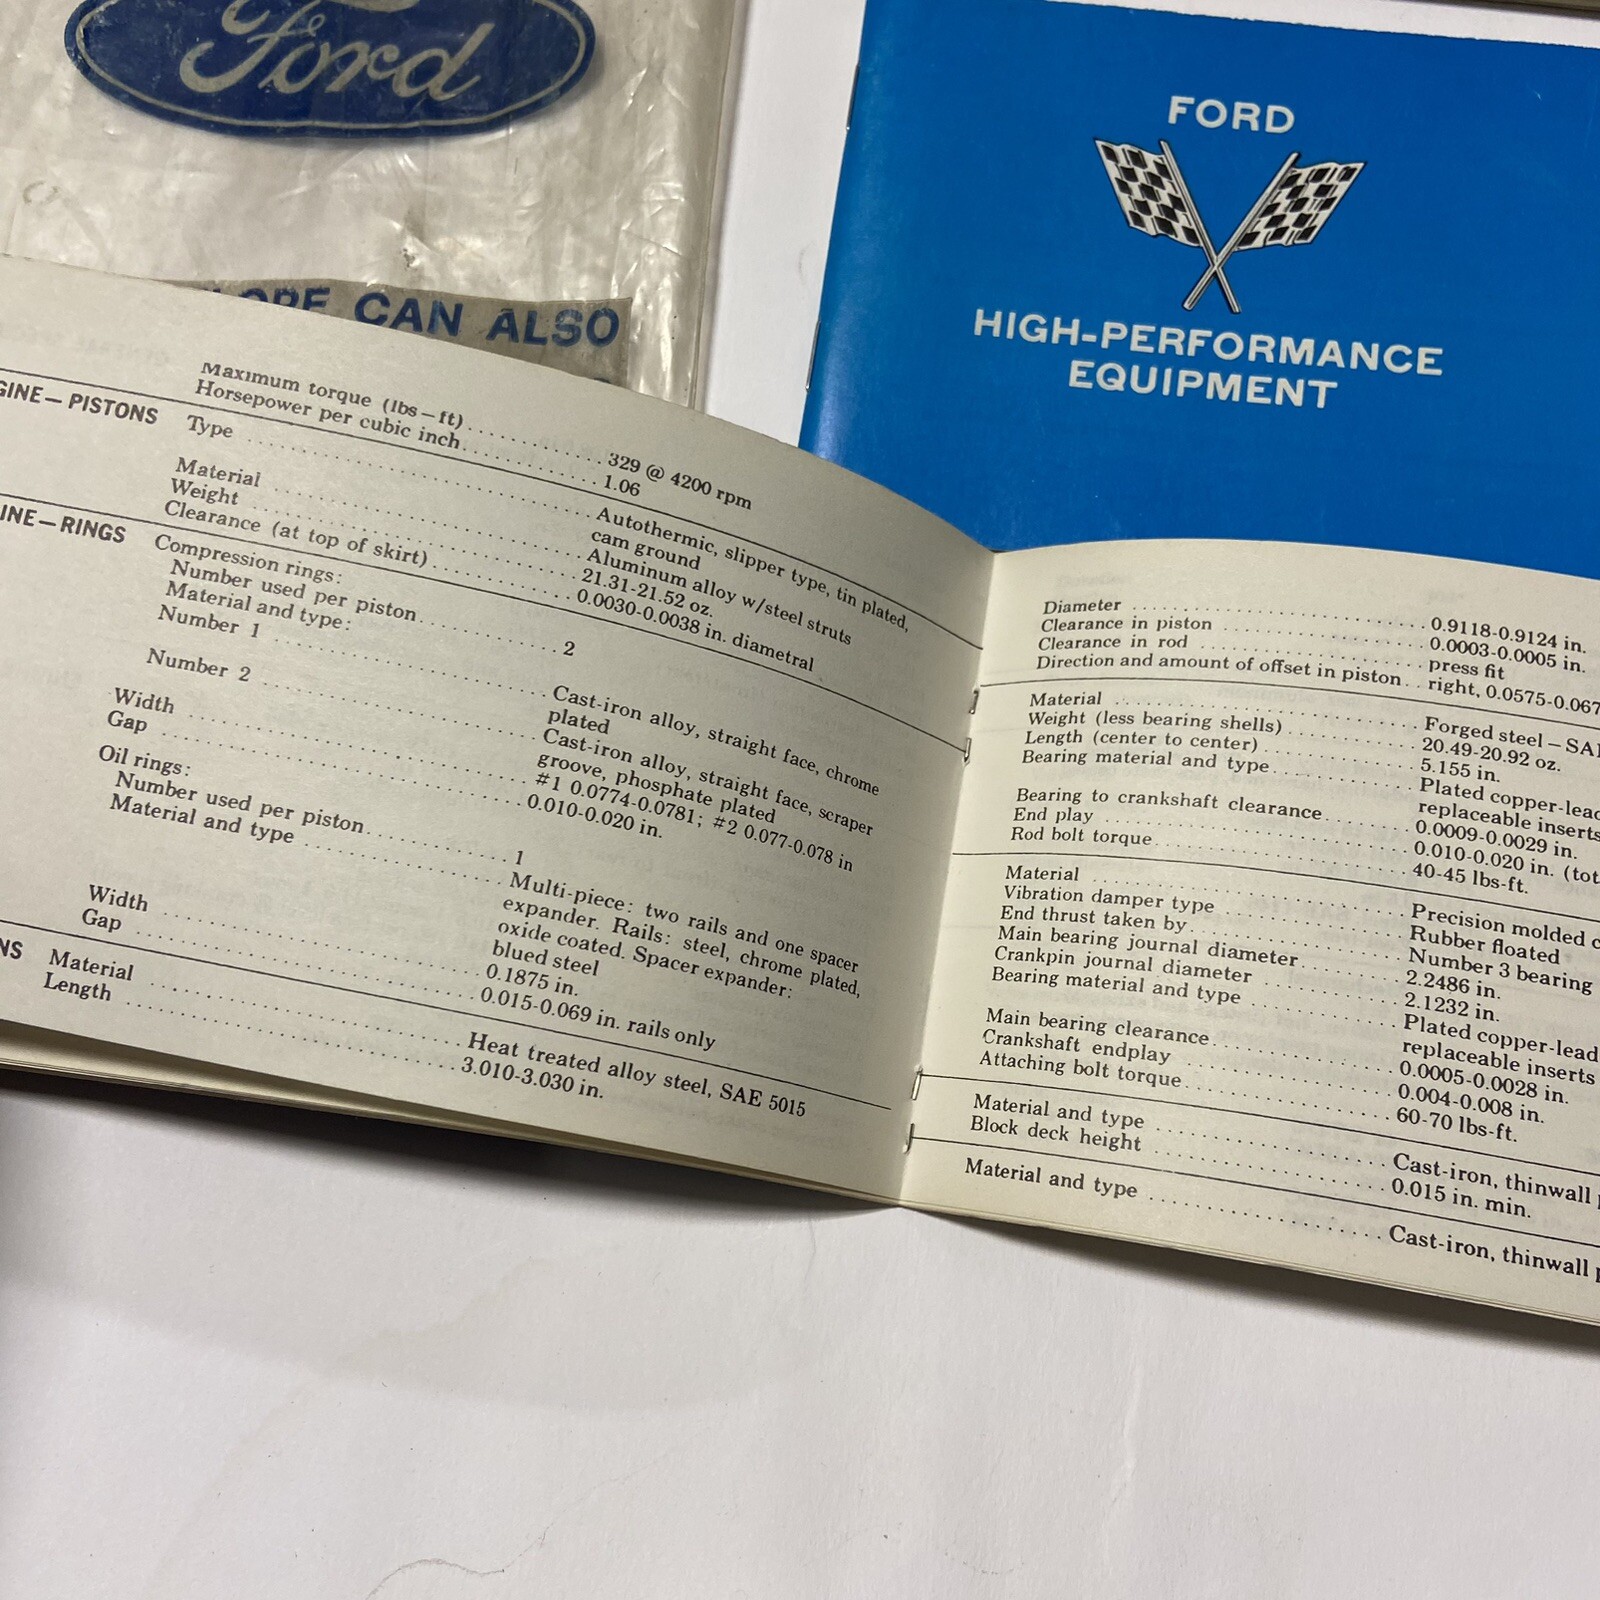 Ford
CAN ALSO
FORD
HIGH-PERFORMANCE
EQUIPMENT
Maximum torque (lbs–ft) .......... 329 @ 4200 rpm
Horsepower per cubic inch .......... 1.06
GINE—PISTONS
Type .......... Autothermic, slipper type, tin plated,
cam ground
Material .......... Aluminum alloy w/steel struts
Weight .......... 21.31-21.52 oz.
Clearance (at top of skirt) .......... 0.0030-0.0038 in. diametral
INE—RINGS
Compression rings:
Number used per piston .......... 2
Material and type:
Number 1 .......... Cast-iron alloy, straight face, chrome
plated
Number 2 .......... Cast-iron alloy, straight face, scraper
groove, phosphate plated
Width .......... #1 0.0774-0.0781; #2 0.077-0.078 in
Gap .......... 0.010-0.020 in.
Oil rings:
Number used per piston .......... 1
Material and type .......... Multi-piece: two rails and one spacer
expander. Rails: steel, chrome plated,
oxide coated. Spacer expander:
blued steel
Width .......... 0.1875 in.
Gap .......... 0.015-0.069 in. rails only
NS
Material .......... Heat treated alloy steel, SAE 5015
Length .......... 3.010-3.030 in.
Diameter .......... 0.9118-0.9124 in.
Clearance in piston .......... 0.0003-0.0005 in.
Clearance in rod .......... press fit
Direction and amount of offset in piston .. right, 0.0575-0.067
Material .......... Forged steel – SA
Weight (less bearing shells) .......... 20.49-20.92 oz.
Length (center to center) .......... 5.155 in.
Bearing material and type .......... Plated copper-lead
replaceable inserts
Bearing to crankshaft clearance .......... 0.0009-0.0029 in.
End play .......... 0.010-0.020 in. (tot
Rod bolt torque .......... 40-45 lbs-ft.
Material .......... Precision molded c
Vibration damper type .......... Rubber floated
End thrust taken by .......... Number 3 bearing
Main bearing journal diameter .......... 2.2486 in.
Crankpin journal diameter .......... 2.1232 in.
Bearing material and type .......... Plated copper-lead
replaceable inserts
Main bearing clearance .......... 0.0005-0.0028 in.
Crankshaft endplay .......... 0.004-0.008 in.
Attaching bolt torque .......... 60-70 lbs-ft.
Material and type .......... Cast-iron, thinwall p
Block deck height .......... 0.015 in. min.
Material and type .......... Cast-iron, thinwall p